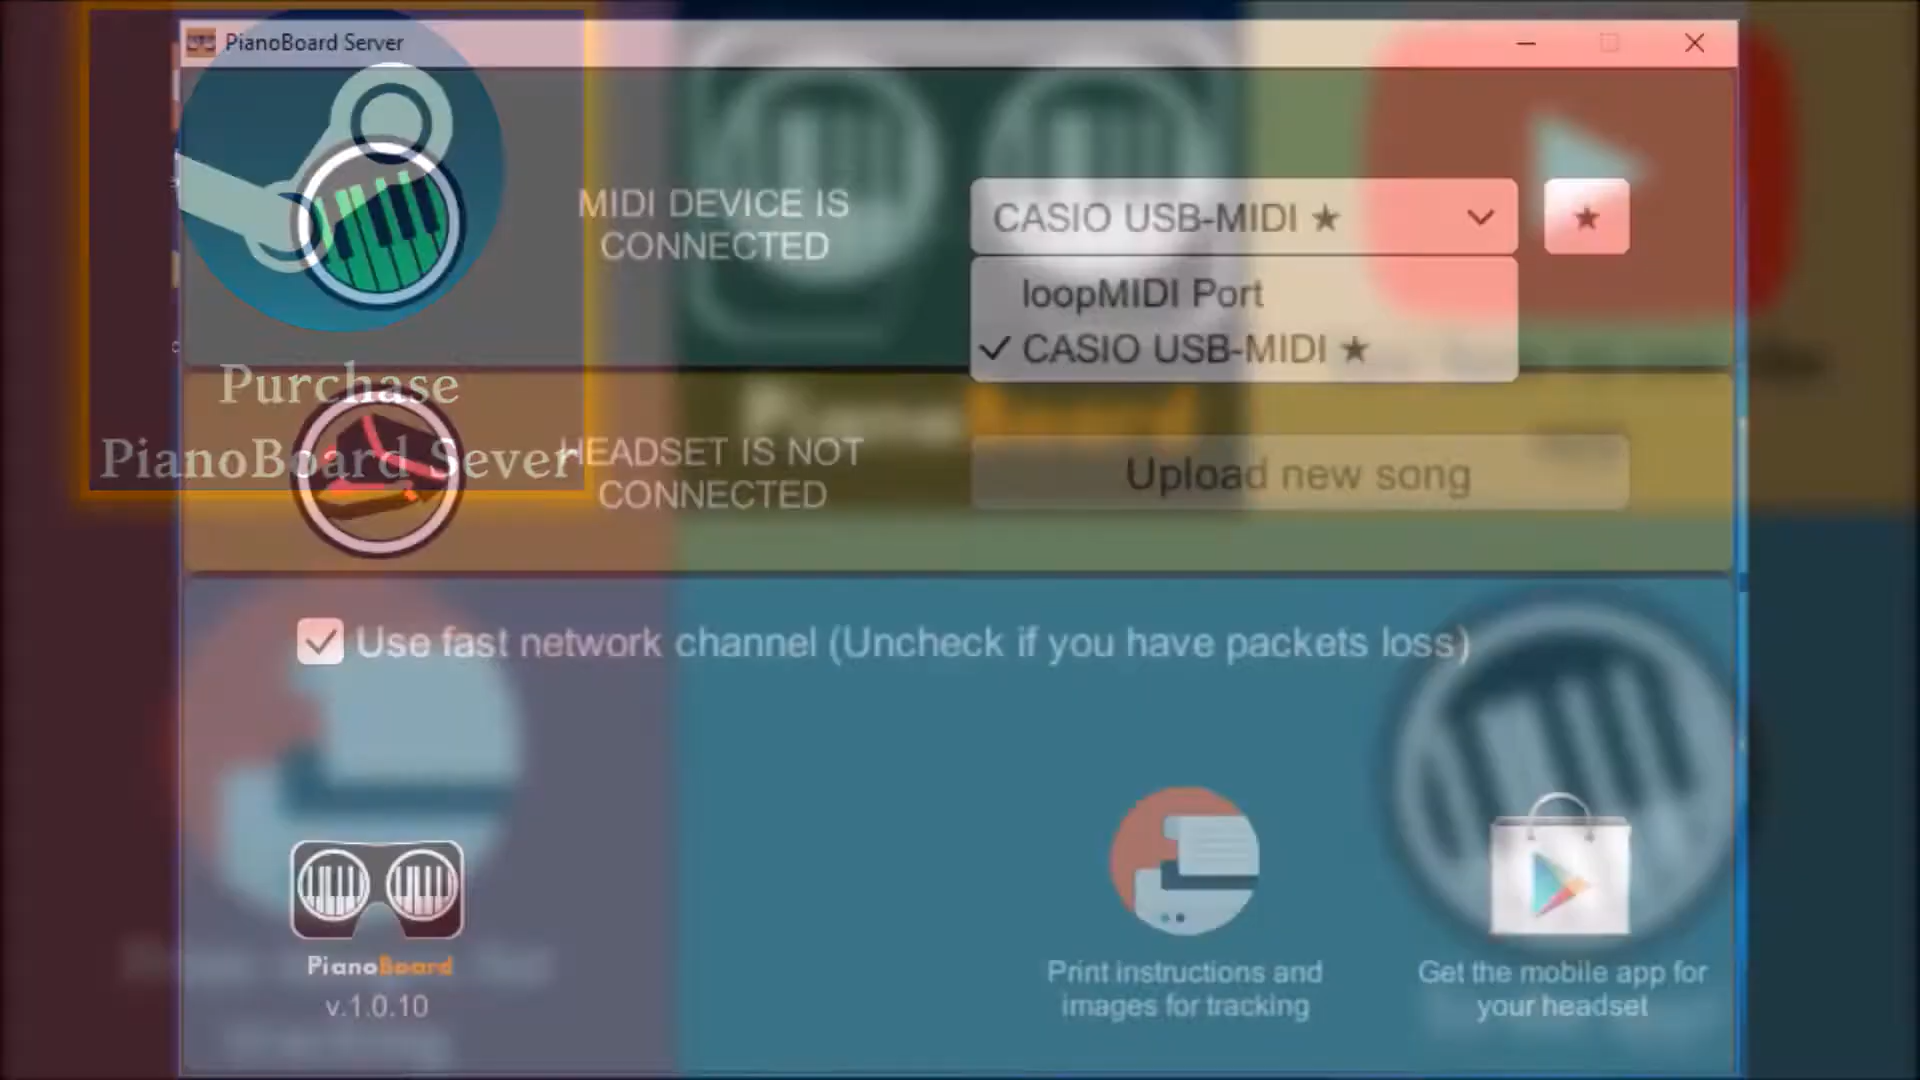 PianoBoard Server
MIDI DEVICE IS
CONNECTED
CASIO USB-MIDI ★
★
loopMIDI Port
✓ CASIO USB-MIDI ★
Purchase
PianoBoard Sever
HEADSET IS NOT
CONNECTED
PianoBoard
Upload new song
Use fast network channel (Uncheck if you have packets loss)
PianoBoard
v.1.0.10
Print instructions and
images for tracking
Get the mobile app for
your headset